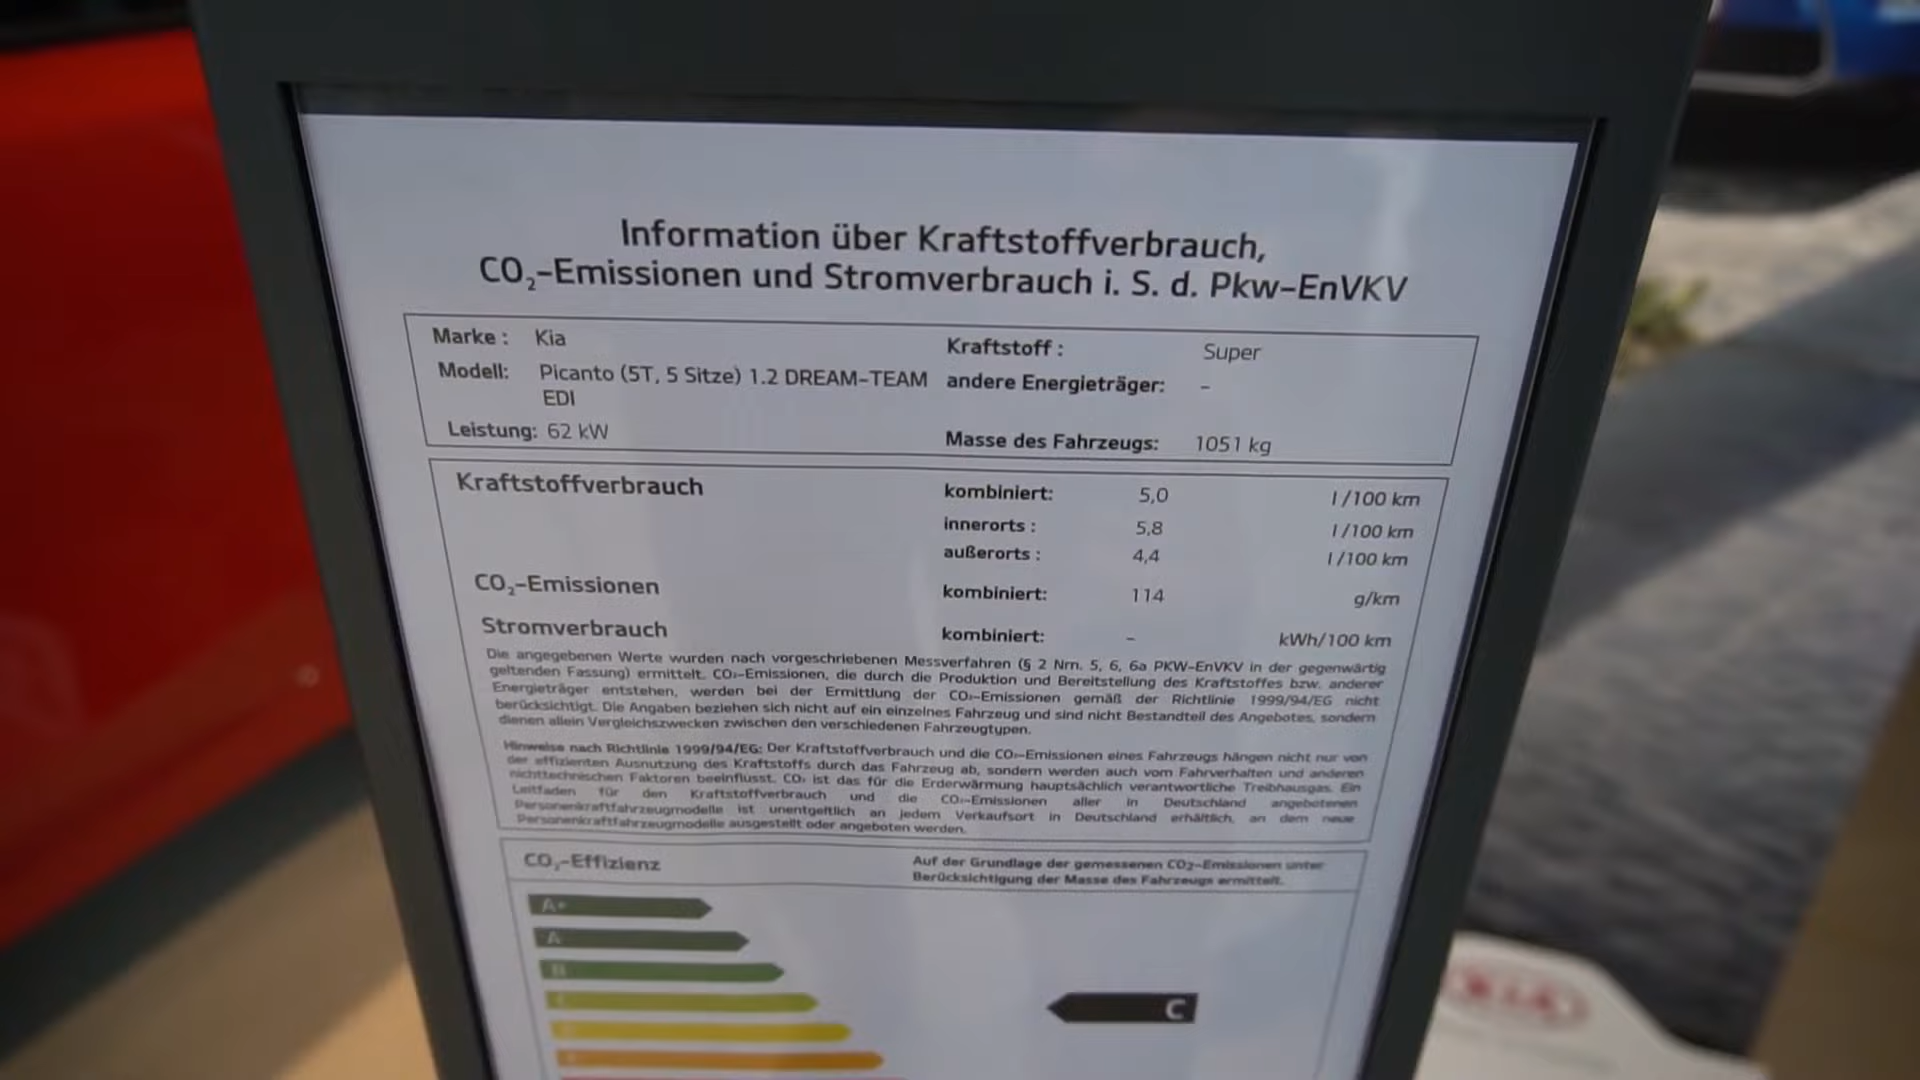 Information über Kraftstoffverbrauch,
CO₂-Emissionen und Stromverbrauch i. S. d. Pkw-EnVKV
Marke : Kia
Kraftstoff : Super
Modell: Picanto (5T, 5 Sitze) 1.2 DREAM-TEAM
EDI
andere Energieträger: -
Leistung: 62 kW
Masse des Fahrzeugs: 1051 kg
Kraftstoffverbrauch kombiniert: 5,0 l/100 km
innerorts : 5,8 l/100 km
außerorts : 4,4 l/100 km
CO₂-Emissionen kombiniert: 114 g/km
Stromverbrauch kombiniert: - kWh/100 km
Die angegebenen Werte wurden nach vorgeschriebenen Messverfahren (§ 2 Nrn. 5, 6, 6a PKW-EnVKV in der gegenwärtig
geltenden Fassung) ermittelt. CO₂-Emissionen, die durch die Produktion und Bereitstellung des Kraftstoffes bzw. anderer
Energieträger entstehen, werden bei der Ermittlung der CO₂-Emissionen gemäß der Richtlinie 1999/94/EG nicht
berücksichtigt. Die Angaben beziehen sich nicht auf ein einzelnes Fahrzeug und sind nicht Bestandteil des Angebotes, sondern
dienen allein Vergleichszwecken zwischen den verschiedenen Fahrzeugtypen.
Hinweise nach Richtlinie 1999/94/EG: Der Kraftstoffverbrauch und die CO₂-Emissionen eines Fahrzeugs hängen nicht nur von
der effizienten Ausnutzung des Kraftstoffs durch das Fahrzeug ab, sondern werden auch vom Fahrverhalten und anderen
nichttechnischen Faktoren beeinflusst. CO₂ ist das für die Erderwärmung hauptsächlich verantwortliche Treibhausgas. Ein
Leitfaden für den Kraftstoffverbrauch und die CO₂-Emissionen aller in Deutschland angebotenen
Personenkraftfahrzeugmodelle ist unentgeltlich an jedem Verkaufsort in Deutschland erhältlich, an dem neue
Personenkraftfahrzeugmodelle ausgestellt oder angeboten werden.
CO₂-Effizienz
Auf der Grundlage der gemessenen CO2-Emissionen unter
Berücksichtigung der Masse des Fahrzeugs ermittelt.
A+
A
B
C
KIA